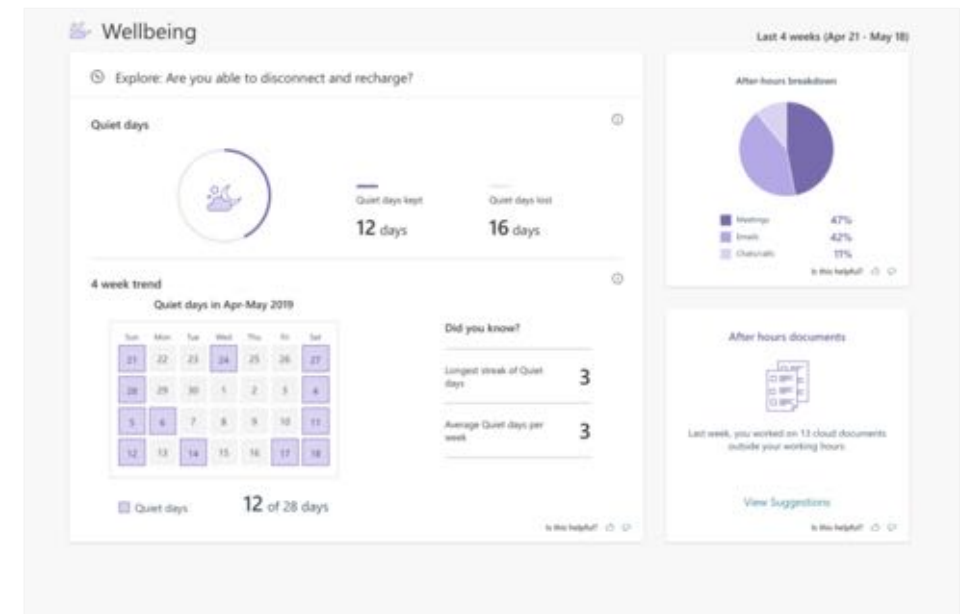 Wellbeing
Last 4 weeks (Apr 21 - May 18)
Explore: Are you able to disconnect and recharge?
Quiet days
Quiet days kept
Quiet days lost
12 days
16 days
4 week trend
Quiet days in Apr-May 2019
Sun Mon Tue Wed Thu Fri Sat
21 22 23 24 25 26 27
28 29 30 1 2 3 4
5 6 7 8 9 10 11
12 13 14 15 16 17 18
Quiet days
12 of 28 days
Did you know?
Longest streak of Quiet
days
3
Average Quiet days per
week
3
Is this helpful?
After-hours breakdown
Meetings 47%
Emails 42%
Chats/calls 11%
Is this helpful?
After hours documents
Last week, you worked on 13 cloud documents
outside your working hours
View Suggestions
Is this helpful?